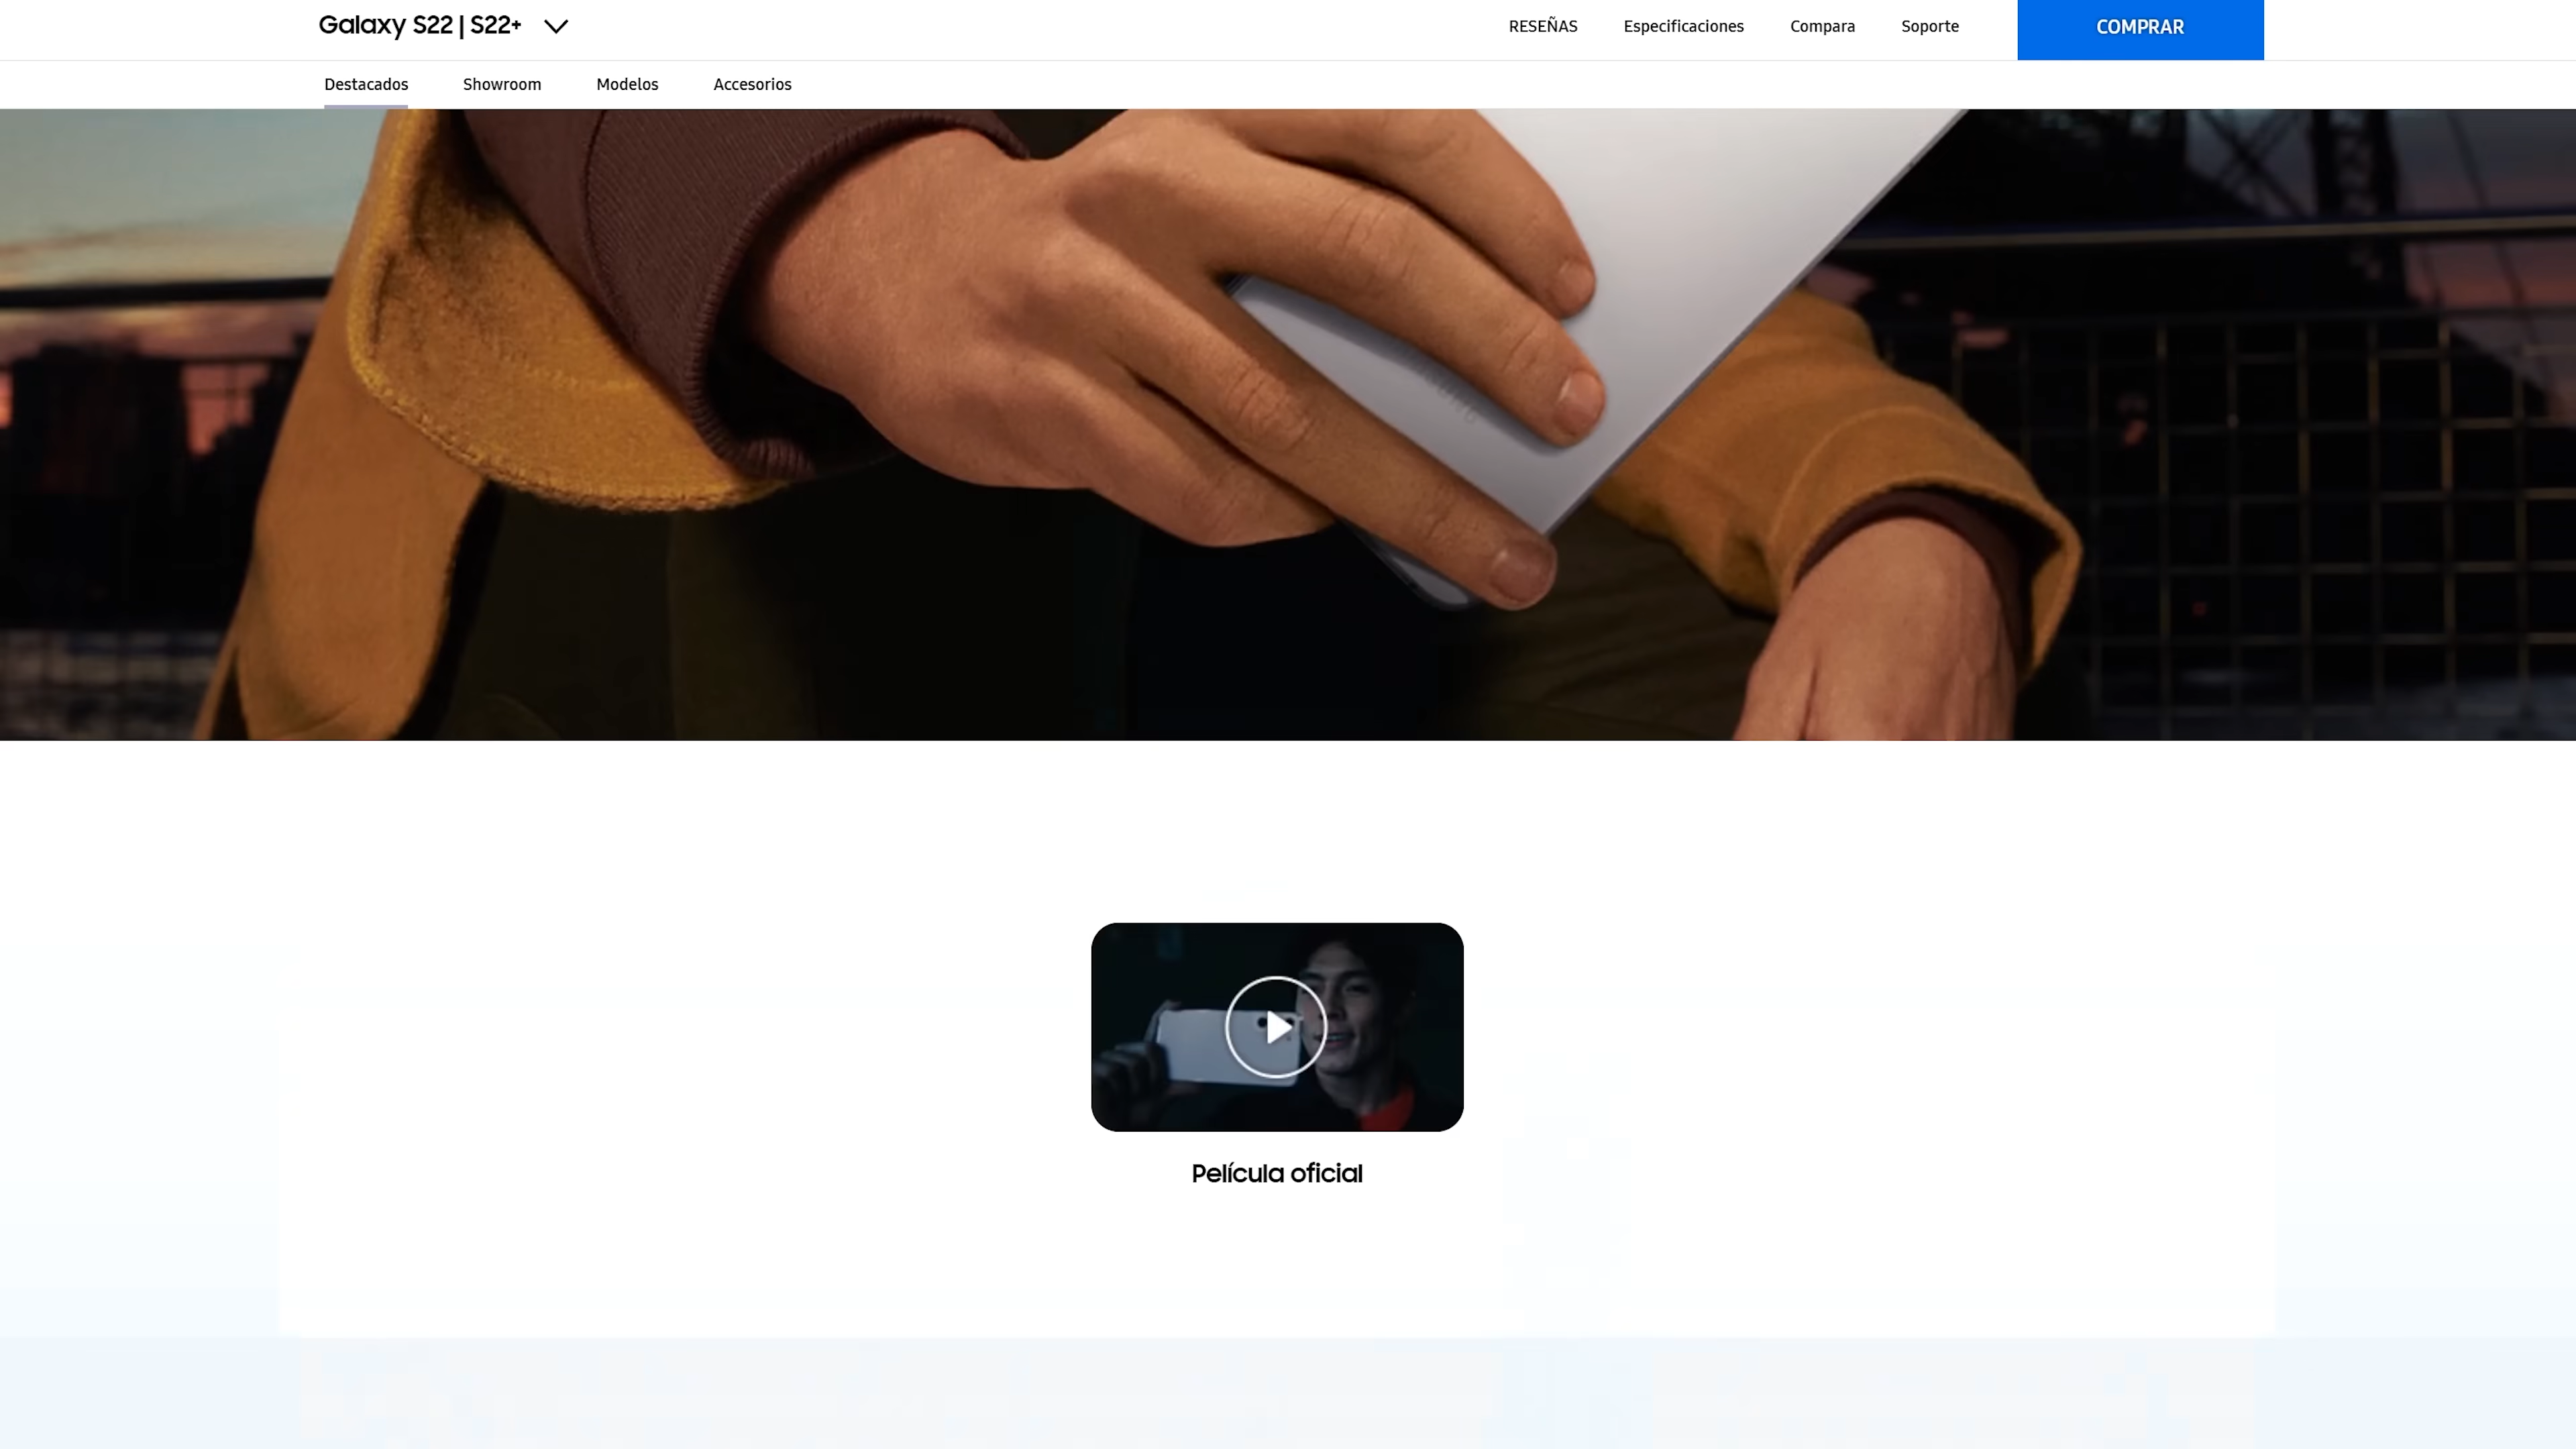 Galaxy S22 | S22+
RESEÑAS Especificaciones Compara Soporte COMPRAR
Destacados Showroom Modelos Accesorios
Película oficial